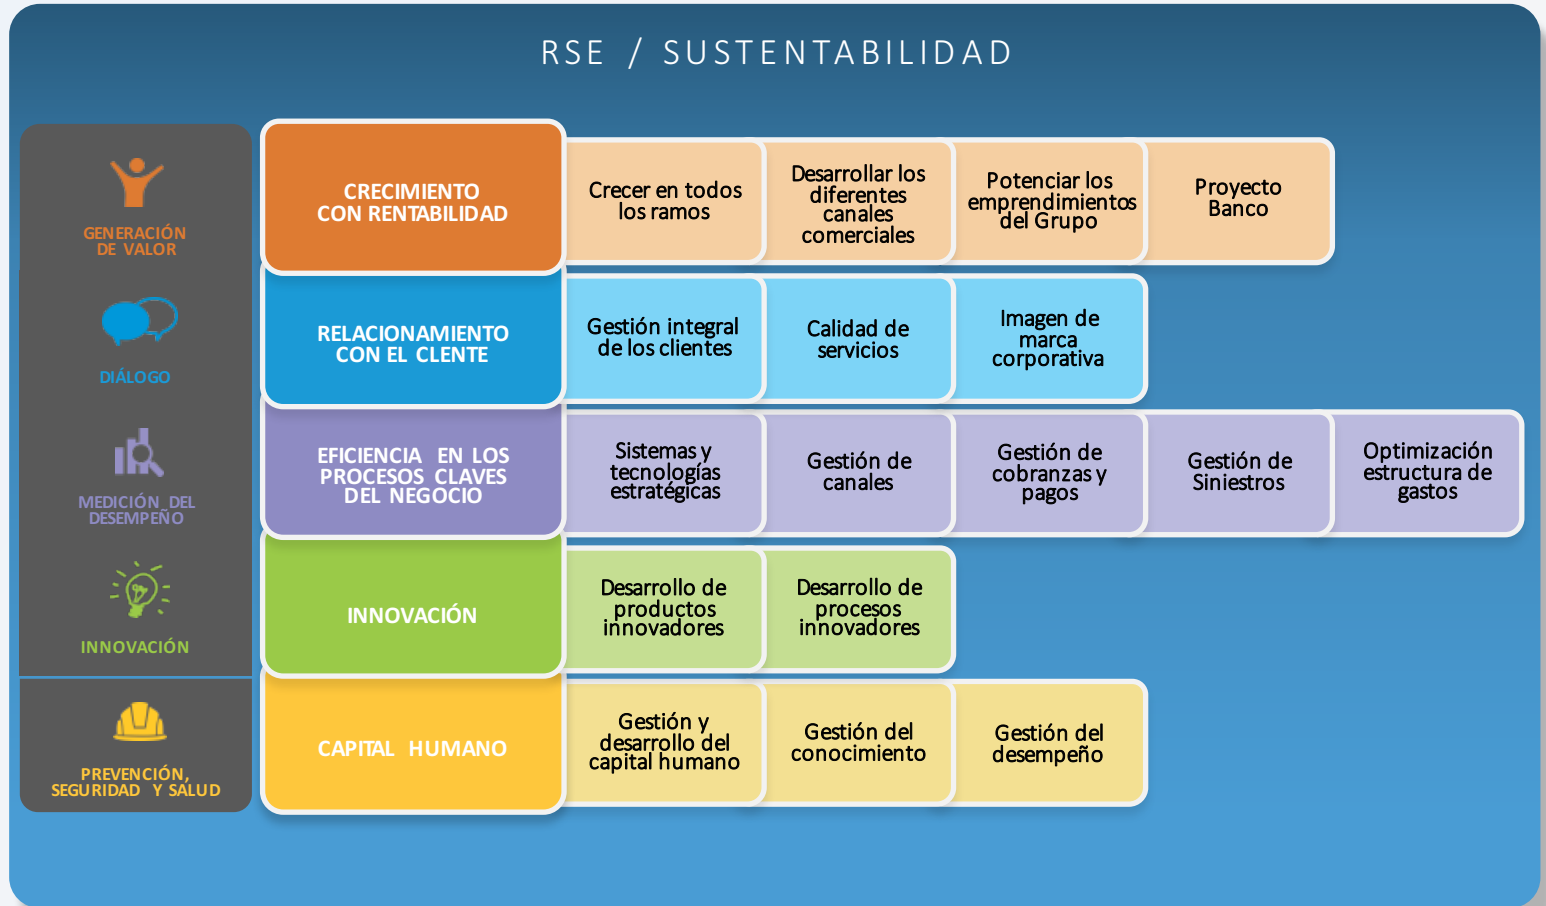 RSE / SUSTENTABILIDAD
GENERACIÓN
DE VALOR
CRECIMIENTO
CON RENTABILIDAD
Crecer en todos
los ramos
Desarrollar los
diferentes
canales
comerciales
Potenciar los
emprendimientos
del Grupo
Proyecto
Banco
DIÁLOGO
RELACIONAMIENTO
CON EL CLENTE
Gestión integral
de los clientes
Calidad de
servicios
Imagen de
marca
corporativa
MEDICIÓN DEL
DESEMPEÑO
EFICIENCIA EN LOS
PROCESOS CLAVES
DEL NEGOCIO
Sistemas y
tecnologías
estratégicas
Gestión de
canales
Gestión de
cobranzas y
pagos
Gestión de
Siniestros
Optimización
estructura de
gastos
INNOVACIÓN
INNOVACIÓN
Desarrollo de
productos
innovadores
Desarrollo de
procesos
innovadores
PREVENCIÓN,
SEGURIDAD Y SALUD
CAPITAL HUMANO
Gestión y
desarrollo del
capital humano
Gestión del
conocimiento
Gestión del
desempeño